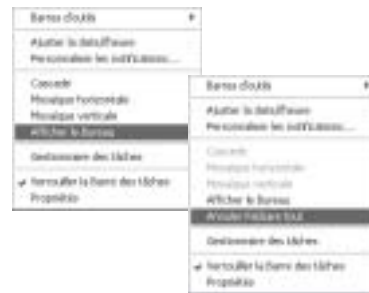 Barres d'outils
Ajuster la date/l'heure
Personnaliser les notifications...
Cascade
Mosaïque horizontale
Mosaïque verticale
Afficher le Bureau
Gestionnaire des tâches
Verrouiller la Barre des tâches
Propriétés
Barres d'outils
Ajuster la date/l'heure
Personnaliser les notifications...
Cascade
Mosaïque horizontale
Mosaïque verticale
Afficher le Bureau
Annuler Réduire tout
Gestionnaire des tâches
Verrouiller la Barre des tâches
Propriétés